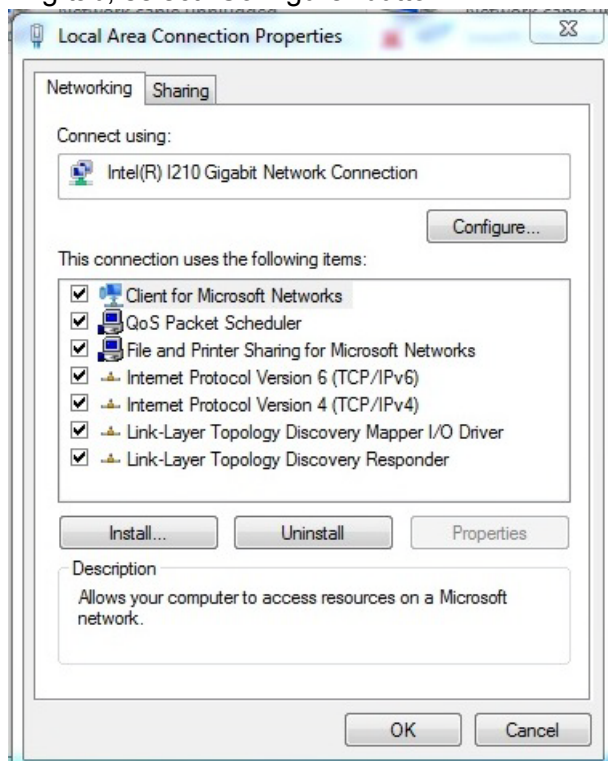 Local Area Connection Properties
Networking Sharing
Connect using:
Intel(R) I210 Gigabit Network Connection
Configure...
This connection uses the following items:
Client for Microsoft Networks
QoS Packet Scheduler
File and Printer Sharing for Microsoft Networks
Internet Protocol Version 6 (TCP/IPv6)
Internet Protocol Version 4 (TCP/IPv4)
Link-Layer Topology Discovery Mapper I/O Driver
Link-Layer Topology Discovery Responder
Install... Uninstall Properties
Description
Allows your computer to access resources on a Microsoft
network.
OK Cancel